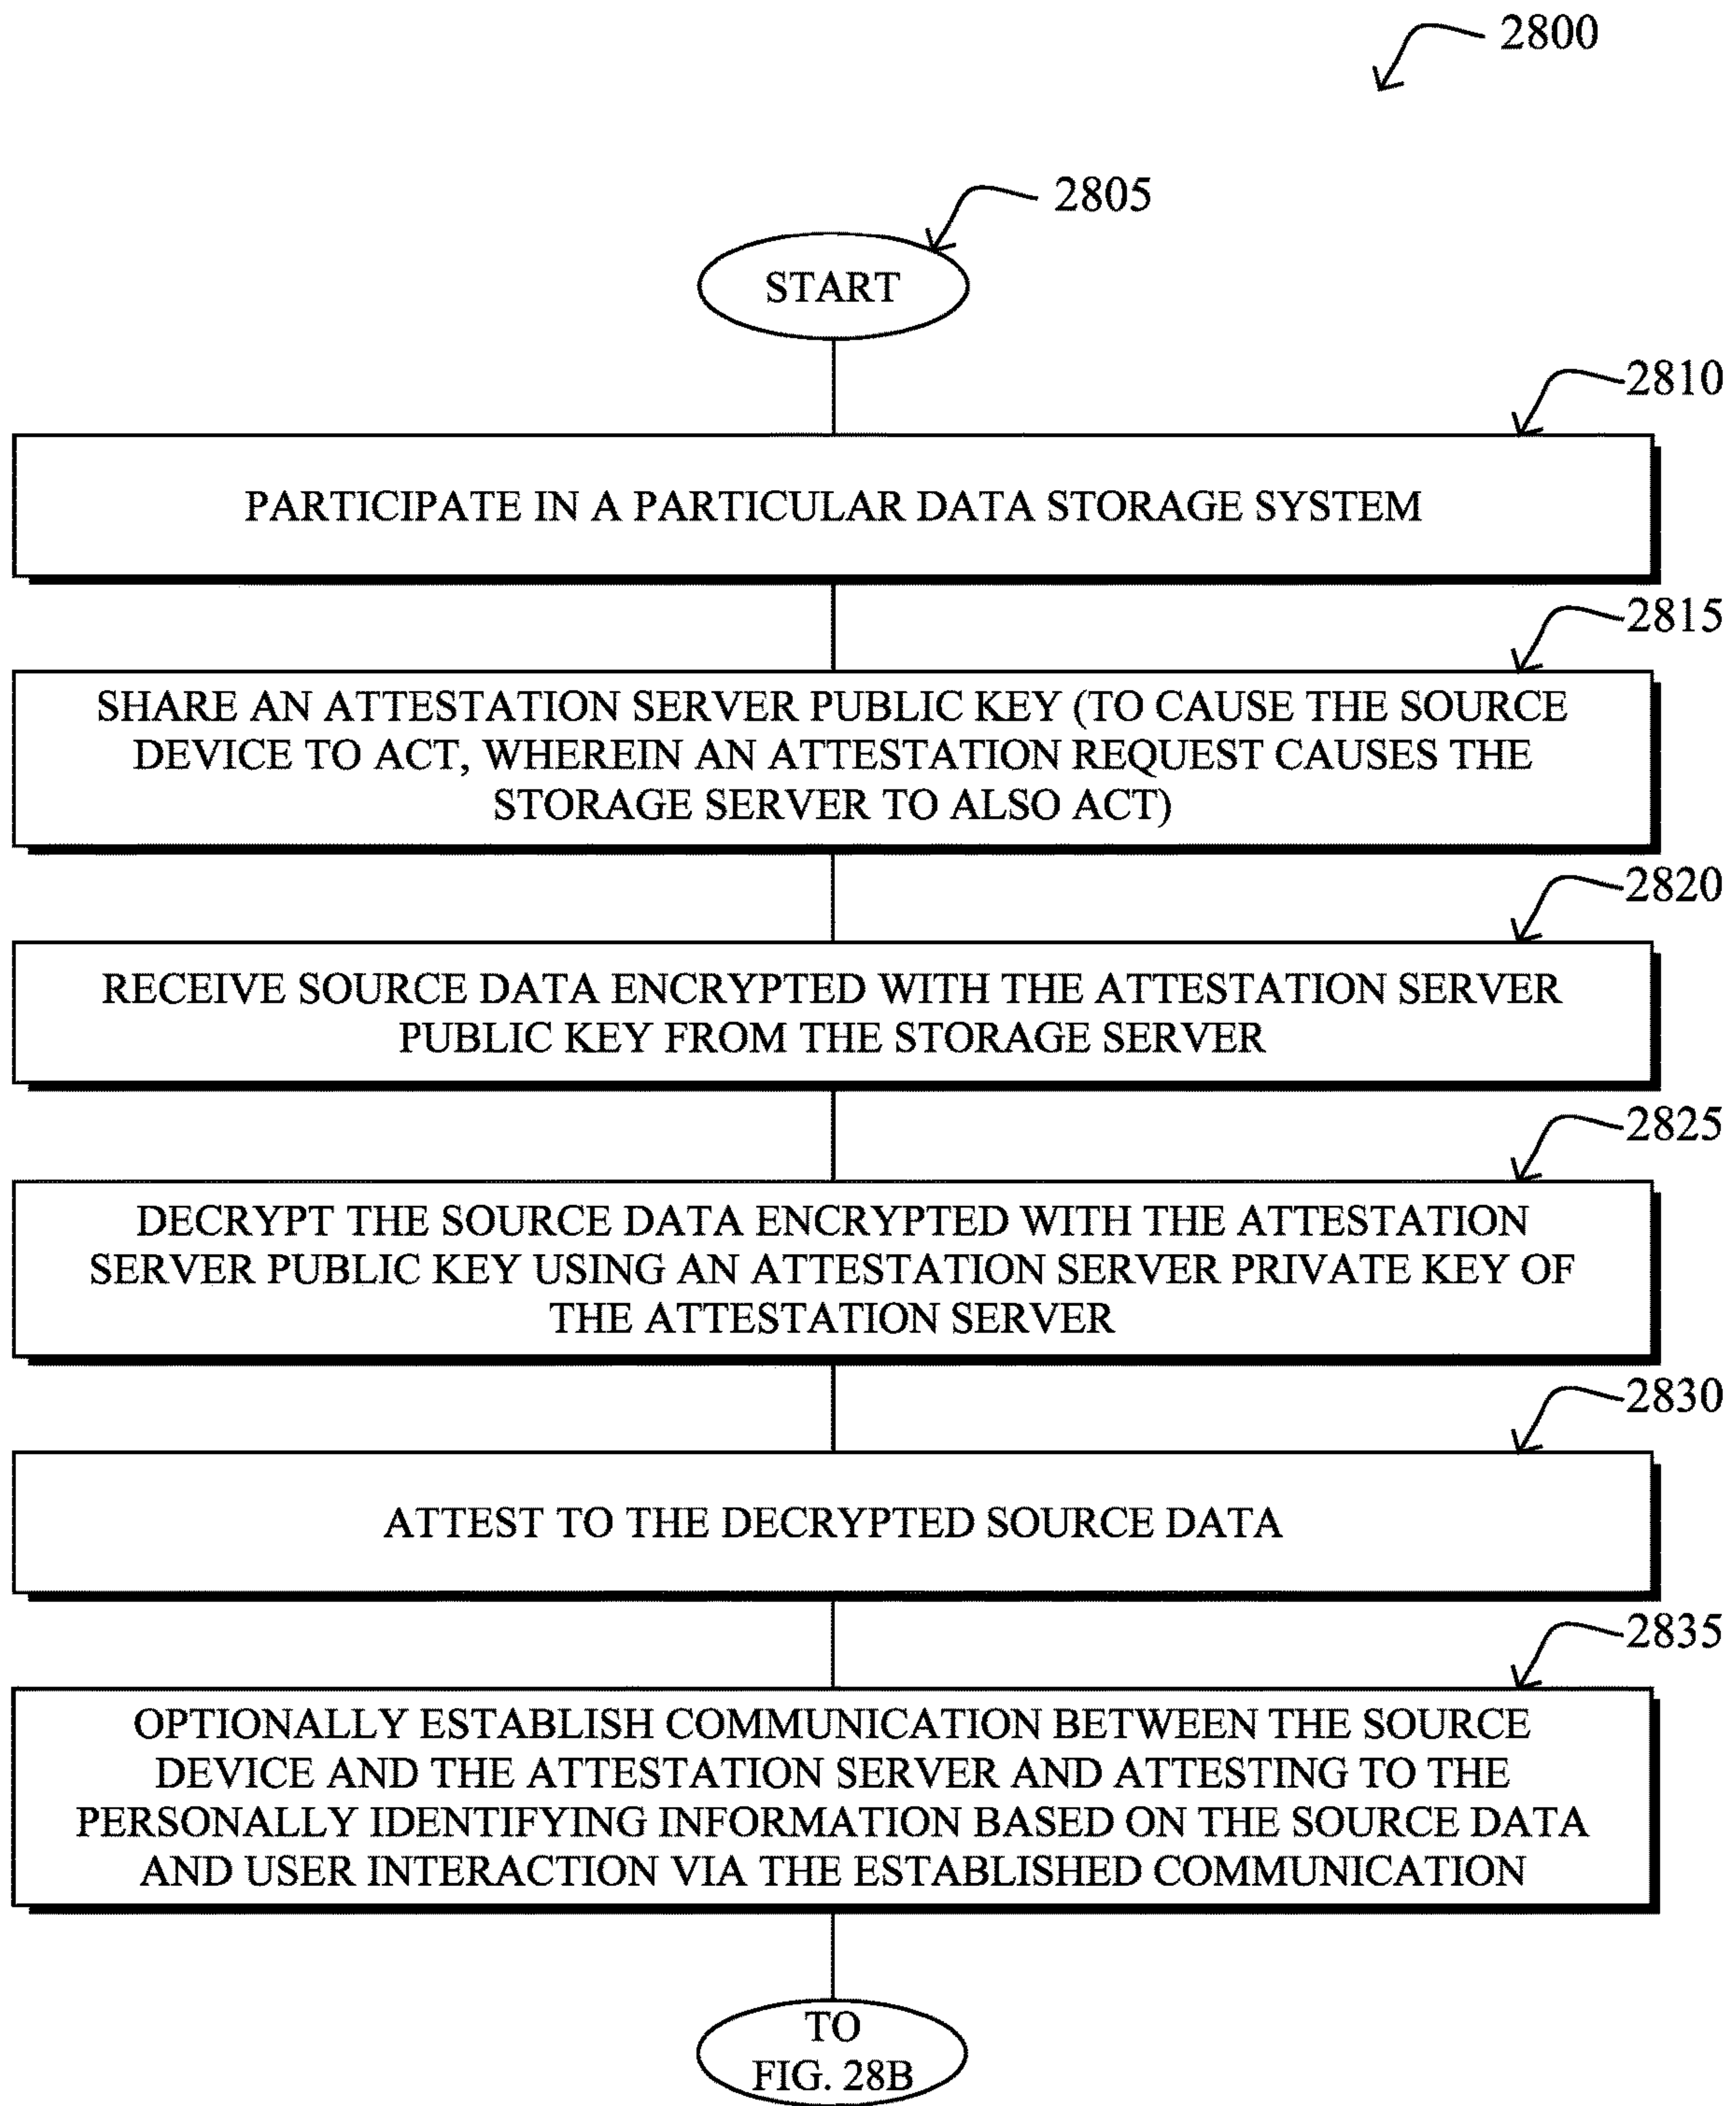 2800
2805
START
2810
PARTICIPATE IN A PARTICULAR DATA STORAGE SYSTEM
2815
SHARE AN ATTESTATION SERVER PUBLIC KEY (TO CAUSE THE SOURCE
DEVICE TO ACT, WHEREIN AN ATTESTATION REQUEST CAUSES THE
STORAGE SERVER TO ALSO ACT)
2820
RECEIVE SOURCE DATA ENCRYPTED WITH THE ATTESTATION SERVER
PUBLIC KEY FROM THE STORAGE SERVER
2825
DECRYPT THE SOURCE DATA ENCRYPTED WITH THE ATTESTATION
SERVER PUBLIC KEY USING AN ATTESTATION SERVER PRIVATE KEY OF
THE ATTESTATION SERVER
2830
ATTEST TO THE DECRYPTED SOURCE DATA
2835
OPTIONALLY ESTABLISH COMMUNICATION BETWEEN THE SOURCE
DEVICE AND THE ATTESTATION SERVER AND ATTESTING TO THE
PERSONALLY IDENTIFYING INFORMATION BASED ON THE SOURCE DATA
AND USER INTERACTION VIA THE ESTABLISHED COMMUNICATION
TO
FIG. 28B